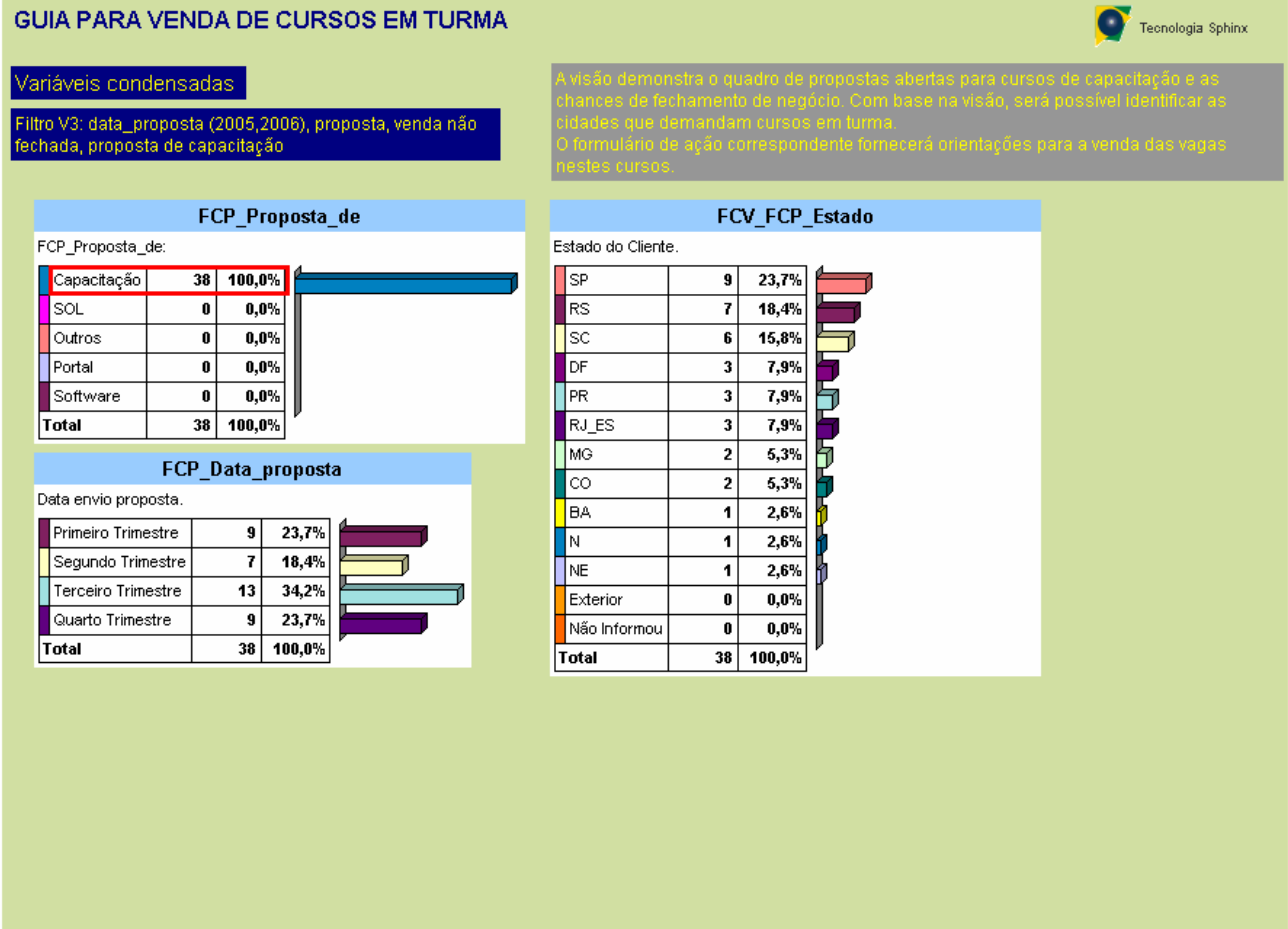 GUIA PARA VENDA DE CURSOS EM TURMA
Tecnologia Sphinx
Variáveis condensadas
Filtro V3: data_proposta (2005,2006), proposta, venda não
fechada, proposta de capacitação
A visão demonstra o quadro de propostas abertas para cursos de capacitação e as
chances de fechamento de negócio. Com base na visão, será possível identificar as
cidades que demandam cursos em turma.
O formulário de ação correspondente fornecerá orientações para a venda das vagas
nestes cursos.
FCP_Proposta_de
FCP_Proposta_de:
Capacitação 38 100,0%
SOL 0 0,0%
Outros 0 0,0%
Portal 0 0,0%
Software 0 0,0%
Total 38 100,0%
FCP_Data_proposta
Data envio proposta.
Primeiro Trimestre 9 23,7%
Segundo Trimestre 7 18,4%
Terceiro Trimestre 13 34,2%
Quarto Trimestre 9 23,7%
Total 38 100,0%
FCV_FCP_Estado
Estado do Cliente.
SP 9 23,7%
RS 7 18,4%
SC 6 15,8%
DF 3 7,9%
PR 3 7,9%
RJ_ES 3 7,9%
MG 2 5,3%
CO 2 5,3%
BA 1 2,6%
N 1 2,6%
NE 1 2,6%
Exterior 0 0,0%
Não Informou 0 0,0%
Total 38 100,0%